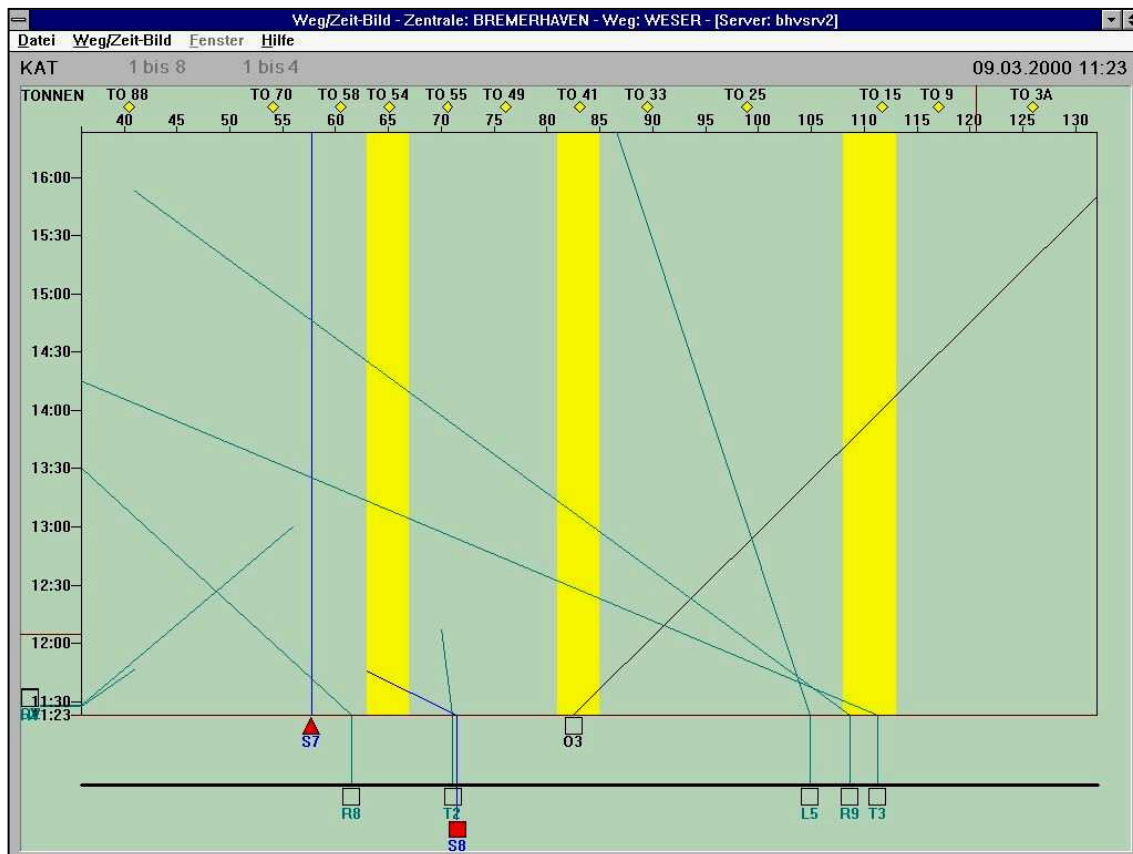 Weg/Zeit-Bild - Zentrale: BREMERHAVEN - Weg: WESER - [Server: bhvsrv2]
Datei Weg/Zeit-Bild Fenster Hilfe
KAT 1 bis 8 1 bis 4 09.03.2000 11:23
TONNEN TO 88 TO 70 TO 58 TO 54 TO 55 TO 49 TO 41 TO 33 TO 25 TO 15 TO 9 TO 3A
40 45 50 55 60 65 70 75 80 85 90 95 100 105 110 115 120 125 130
16:00
15:30
15:00
14:30
14:00
13:30
13:00
12:30
12:00
11:30
11:23
S7 O3
R8 T2 L5 R9 T3
S8